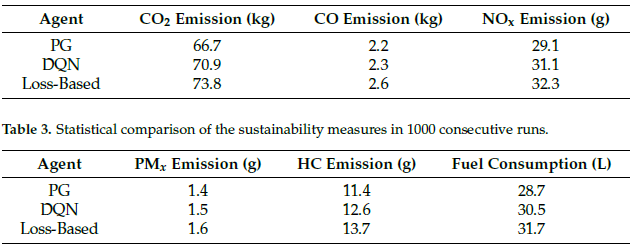 Agent CO₂ Emission (kg) CO Emission (kg) NOₓ Emission (g)
PG 66.7 2.2 29.1
DQN 70.9 2.3 31.1
Loss-Based 73.8 2.6 32.3
Table 3. Statistical comparison of the sustainability measures in 1000 consecutive runs.
Agent PMₓ Emission (g) HC Emission (g) Fuel Consumption (L)
PG 1.4 11.4 28.7
DQN 1.5 12.6 30.5
Loss-Based 1.6 13.7 31.7